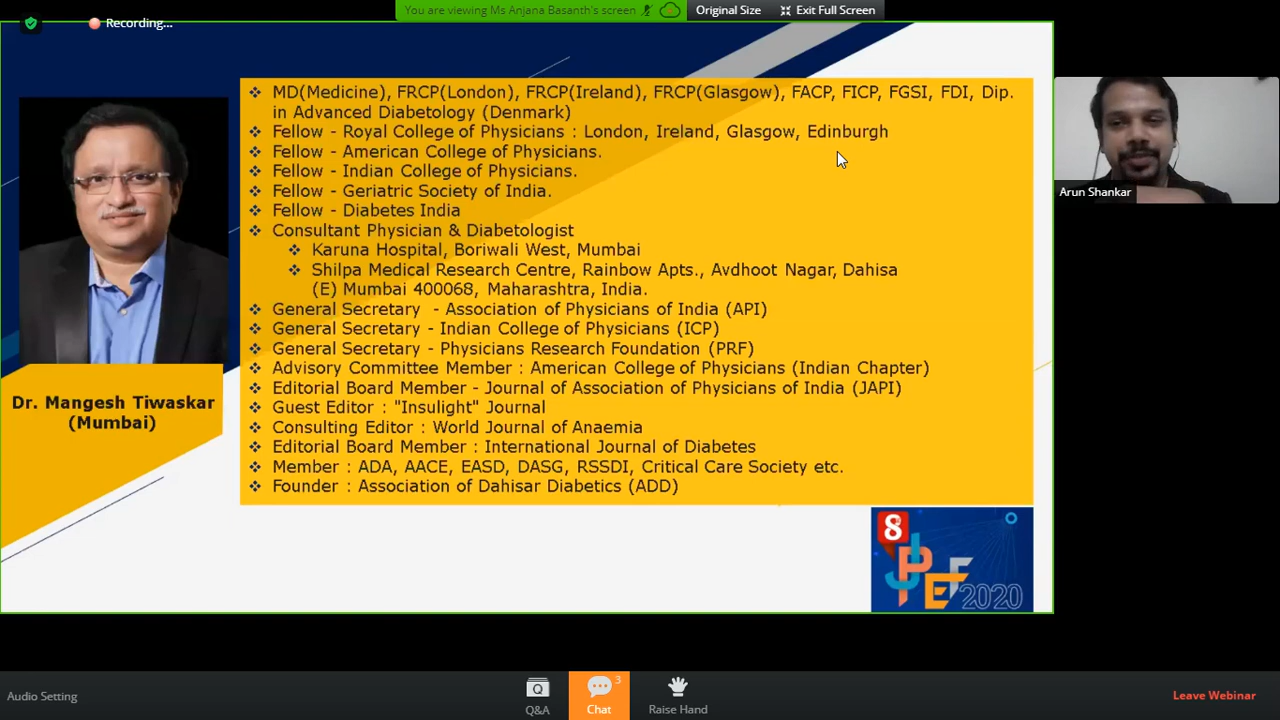 You are viewing Ms Anjana Basanth's screen
Original Size
Exit Full Screen
Recording...
MD(Medicine), FRCP(London), FRCP(Ireland), FRCP(Glasgow), FACP, FICP, FGSI, FDI, Dip.
in Advanced Diabetology (Denmark)
Fellow - Royal College of Physicians : London, Ireland, Glasgow, Edinburgh
Fellow - American College of Physicians.
Fellow - Indian College of Physicians.
Fellow - Geriatric Society of India.
Fellow - Diabetes India
Consultant Physician & Diabetologist
Karuna Hospital, Boriwali West, Mumbai
Shilpa Medical Research Centre, Rainbow Apts., Avdhoot Nagar, Dahisa
(E) Mumbai 400068, Maharashtra, India.
General Secretary - Association of Physicians of India (API)
General Secretary - Indian College of Physicians (ICP)
General Secretary - Physicians Research Foundation (PRF)
Advisory Committee Member : American College of Physicians (Indian Chapter)
Editorial Board Member - Journal of Association of Physicians of India (JAPI)
Guest Editor : "Insulight" Journal
Consulting Editor : World Journal of Anaemia
Editorial Board Member : International Journal of Diabetes
Member : ADA, AACE, EASD, DASG, RSSDI, Critical Care Society etc.
Founder : Association of Dahisar Diabetics (ADD)
Dr. Mangesh Tiwaskar
(Mumbai)
Arun Shankar
8
JPEF
2020
Audio Setting
Q&A
Chat
3
Raise Hand
Leave Webinar